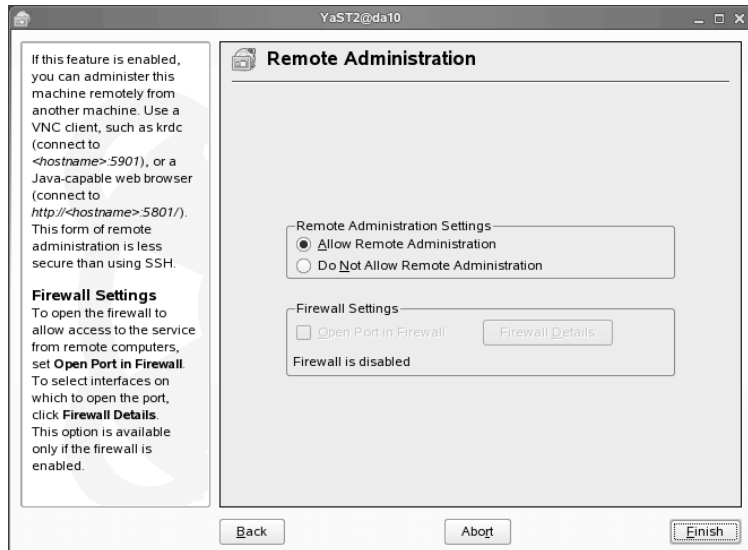 YaST2@da10
If this feature is enabled,
you can administer this
machine remotely from
another machine. Use a
VNC client, such as krdc
(connect to
<hostname>:5901), or a
Java-capable web browser
(connect to
http://<hostname>:5801/).
This form of remote
administration is less
secure than using SSH.
Firewall Settings
To open the firewall to
allow access to the service
from remote computers,
set Open Port in Firewall.
To select interfaces on
which to open the port,
click Firewall Details.
This option is available
only if the firewall is
enabled.
Remote Administration
Remote Administration Settings
Allow Remote Administration
Do Not Allow Remote Administration
Firewall Settings
Open Port in Firewall
Firewall Details
Firewall is disabled
Back
Abort
Finish